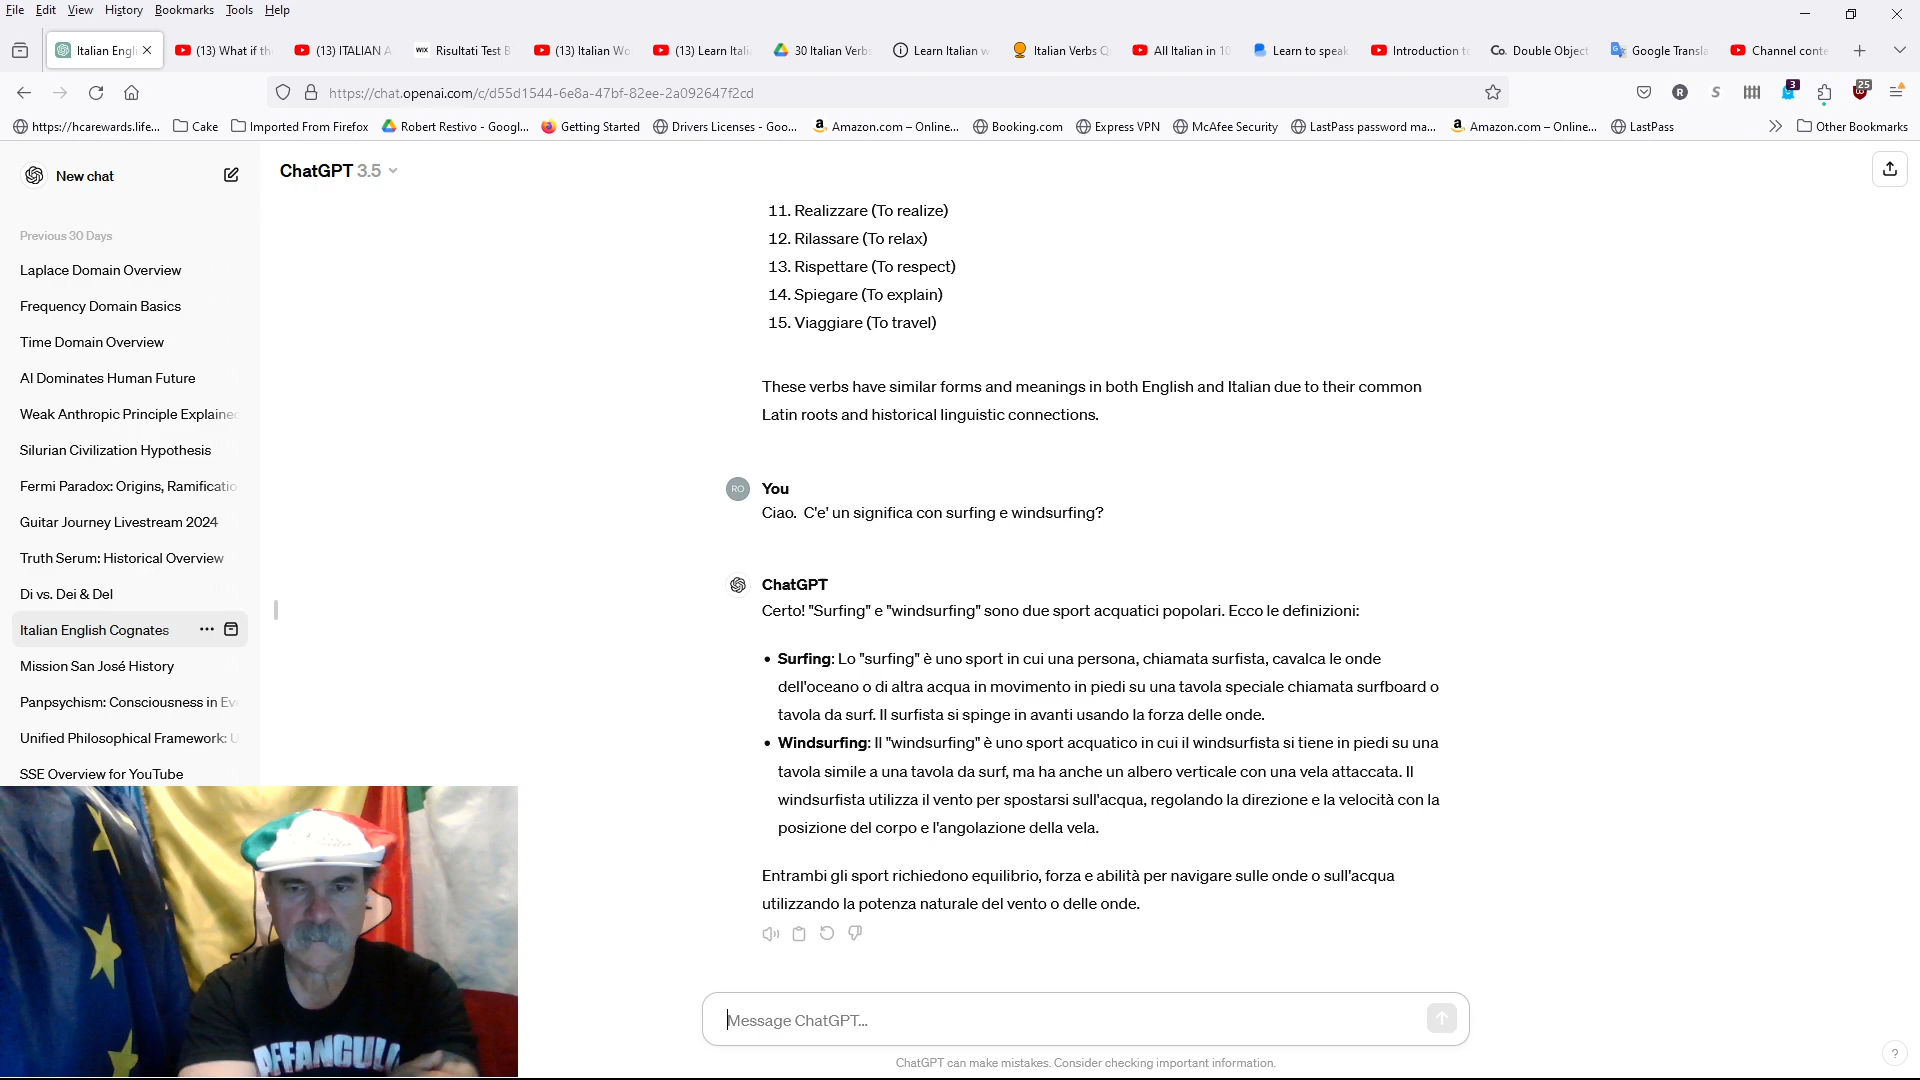 File Edit View History Bookmarks Tools Help
Italian Engli (13) What if th (13) ITALIAN A WIX Risultati Test B (13) Italian Wo (13) Learn Itali 30 Italian Verbs Learn Italian w Italian Verbs Q All Italian in 10 Learn to speak Introduction t Co. Double Object Google Transla Channel conte
https://chat.openai.com/c/d55d1544-6e8a-47bf-82ee-2a092647f2cd R S 3 25
https://hcarewards.life... Cake Imported From Firefox Robert Restivo - Googl... Getting Started Drivers Licenses - Goo... Amazon.com – Online... Booking.com Express VPN McAfee Security LastPass password ma... Amazon.com – Online... LastPass Other Bookmarks
New chat
Previous 30 Days
Laplace Domain Overview
Frequency Domain Basics
Time Domain Overview
AI Dominates Human Future
Weak Anthropic Principle Explained
Silurian Civilization Hypothesis
Fermi Paradox: Origins, Ramificatio
Guitar Journey Livestream 2024
Truth Serum: Historical Overview
Di vs. Dei & Del
Italian English Cognates
Mission San José History
Panpsychism: Consciousness in Eve
Unified Philosophical Framework: U
SSE Overview for YouTube
ChatGPT 3.5
11. Realizzare (To realize)
12. Rilassare (To relax)
13. Rispettare (To respect)
14. Spiegare (To explain)
15. Viaggiare (To travel)
These verbs have similar forms and meanings in both English and Italian due to their common
Latin roots and historical linguistic connections.
RO You
Ciao. C'e' un significa con surfing e windsurfing?
ChatGPT
Certo! "Surfing" e "windsurfing" sono due sport acquatici popolari. Ecco le definizioni:
• Surfing: Lo "surfing" è uno sport in cui una persona, chiamata surfista, cavalca le onde
dell'oceano o di altra acqua in movimento in piedi su una tavola speciale chiamata surfboard o
tavola da surf. Il surfista si spinge in avanti usando la forza delle onde.
• Windsurfing: Il "windsurfing" è uno sport acquatico in cui il windsurfista si tiene in piedi su una
tavola simile a una tavola da surf, ma ha anche un albero verticale con una vela attaccata. Il
windsurfista utilizza il vento per spostarsi sull'acqua, regolando la direzione e la velocità con la
posizione del corpo e l'angolazione della vela.
Entrambi gli sport richiedono equilibrio, forza e abilità per navigare sulle onde o sull'acqua
utilizzando la potenza naturale del vento o delle onde.
Message ChatGPT...
ChatGPT can make mistakes. Consider checking important information.
?
AFFANCULO